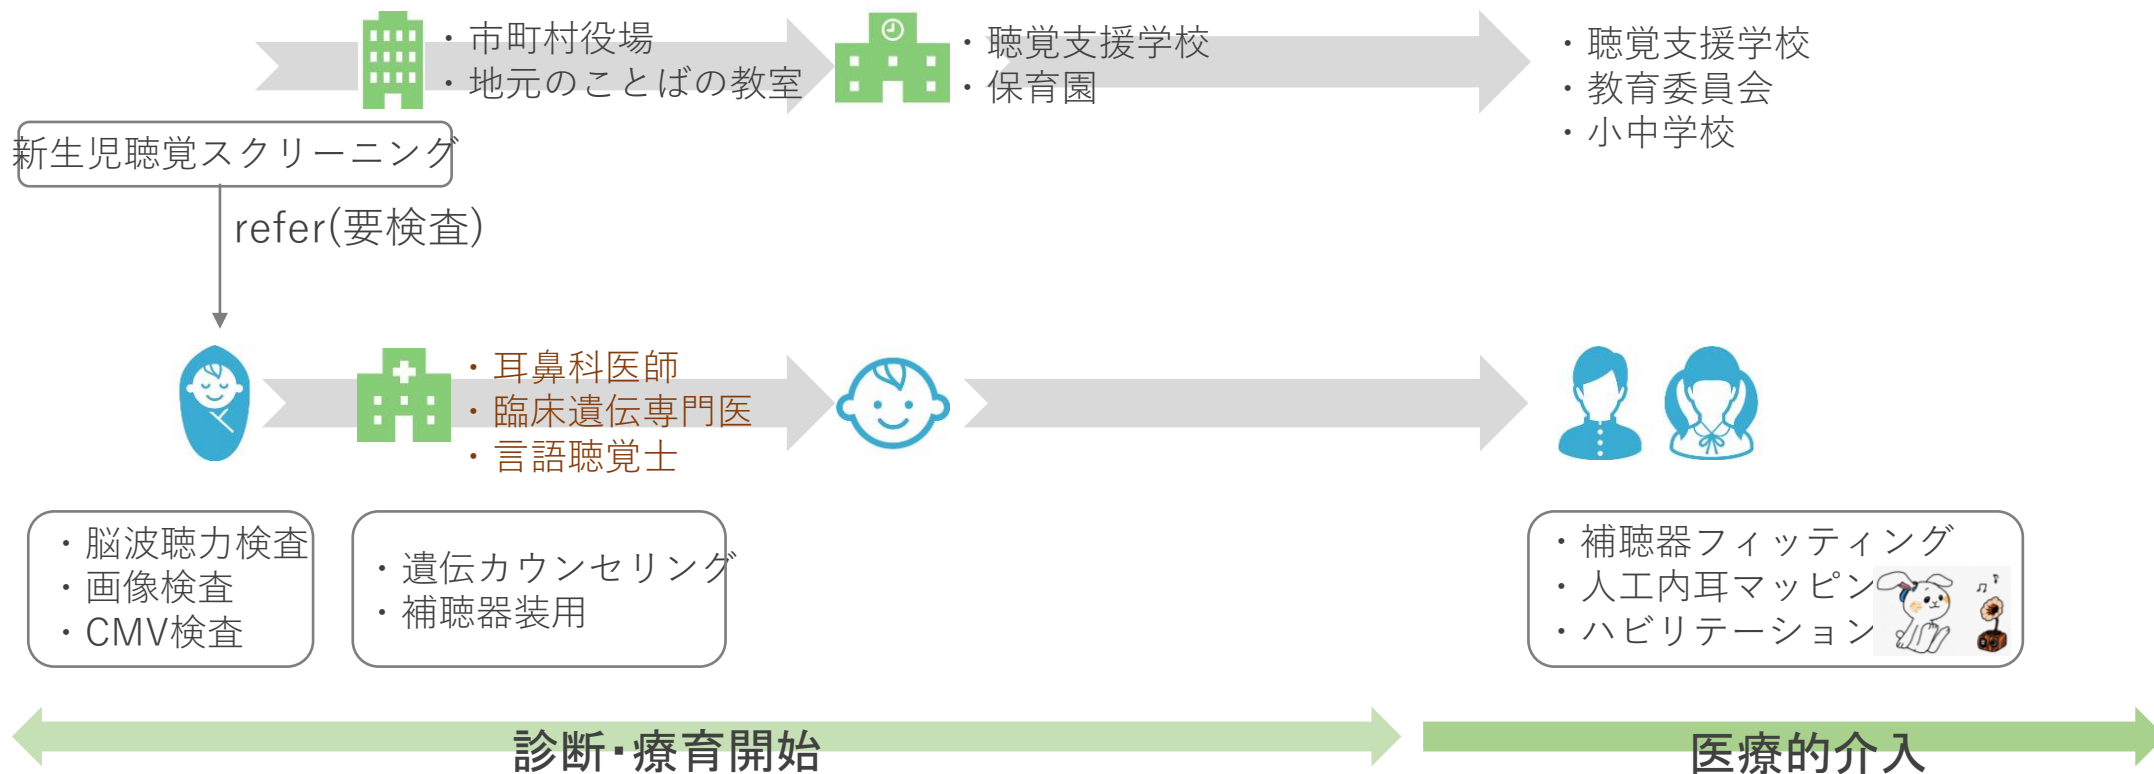 ・市町村役場
・地元のことばの教室
・聴覚支援学校
・保育園
・聴覚支援学校
・教育委員会
・小中学校
新生児聴覚スクリーニング
refer(要検査)
・耳鼻科医師
・臨床遺伝専門医
・言語聴覚士
・脳波聴力検査
・画像検査
・CMV検査
・遺伝カウンセリング
・補聴器装用
・補聴器フィッティング
・人工内耳マッピン
・ハビリテーション
診断・療育開始
医療的介入